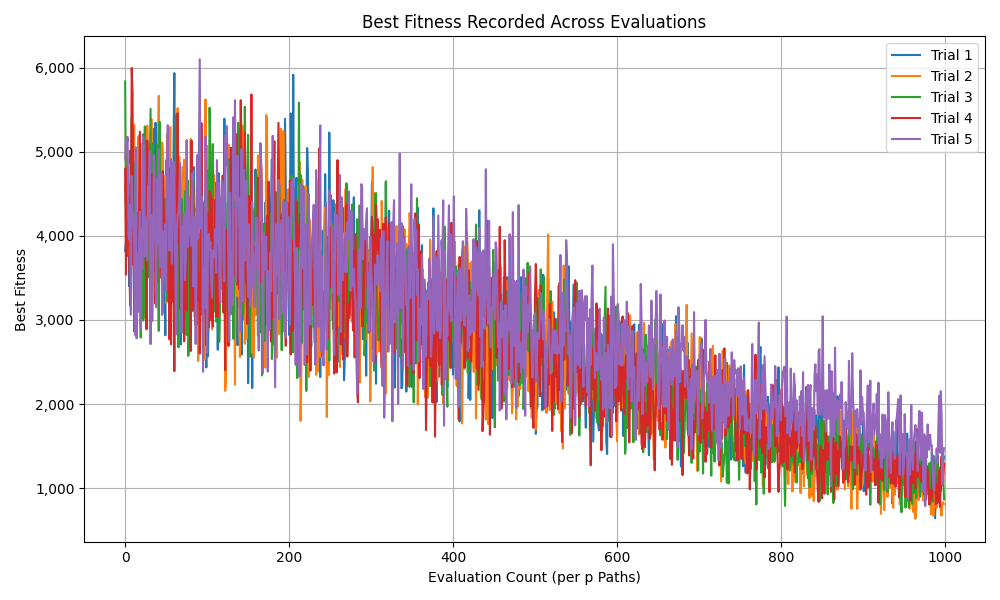 Best Fitness Recorded Across Evaluations
Trial 1
Trial 2
Trial 3
Trial 4
Trial 5
6,000
5,000
4,000
3,000
2,000
1,000
Best Fitness
0
200
400
600
800
1000
Evaluation Count (per p Paths)